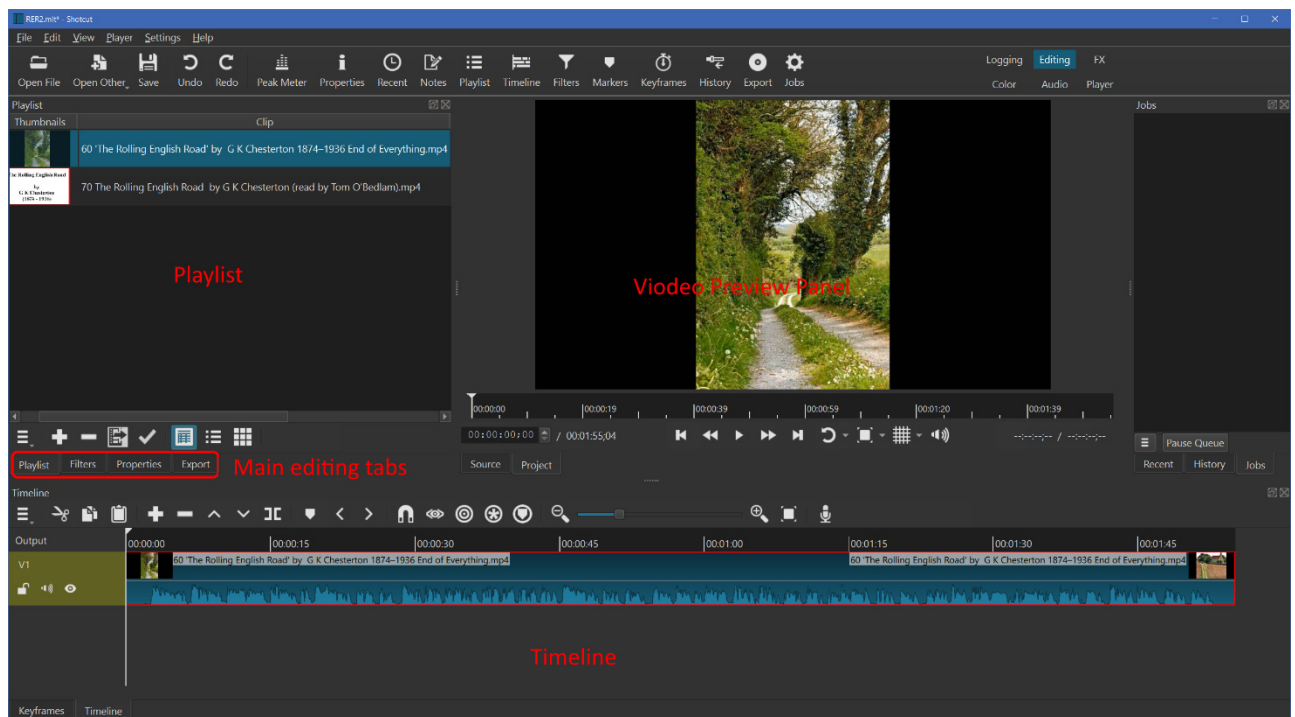 RER2.mlt* - Shotcut
File Edit View Player Settings Help
Open File Open Other Save Undo Redo Peak Meter Properties Recent Notes Playlist Timeline Filters Markers Keyframes History Export Jobs
Logging Editing FX
Color Audio Player
Playlist
Thumbnails Clip
60 'The Rolling English Road' by G K Chesterton 1874–1936 End of Everything.mp4
The Rolling English Road
by
G K Chesterton
(1874 - 1936)
70 The Rolling English Road by G K Chesterton (read by Tom O'Bedlam).mp4
Playlist
Viodeo Preview Panel
Jobs
00:00:00 00:00:19 00:00:39 00:00:59 00:01:20 00:01:39
00:00:00:00 / 00:01:55;04 --:--:--;-- / --:--:--;--
Pause Queue
Playlist Filters Properties Export Main editing tabs
Source Project
Recent History Jobs
Timeline
Output 00:00:00 00:00:15 00:00:30 00:00:45 00:01:00 00:01:15 00:01:30 00:01:45
V1
60 'The Rolling English Road' by G K Chesterton 1874–1936 End of Everything.mp4
60 'The Rolling English Road' by G K Chesterton 1874–1936 End of Everything.mp4
Timeline
Keyframes Timeline